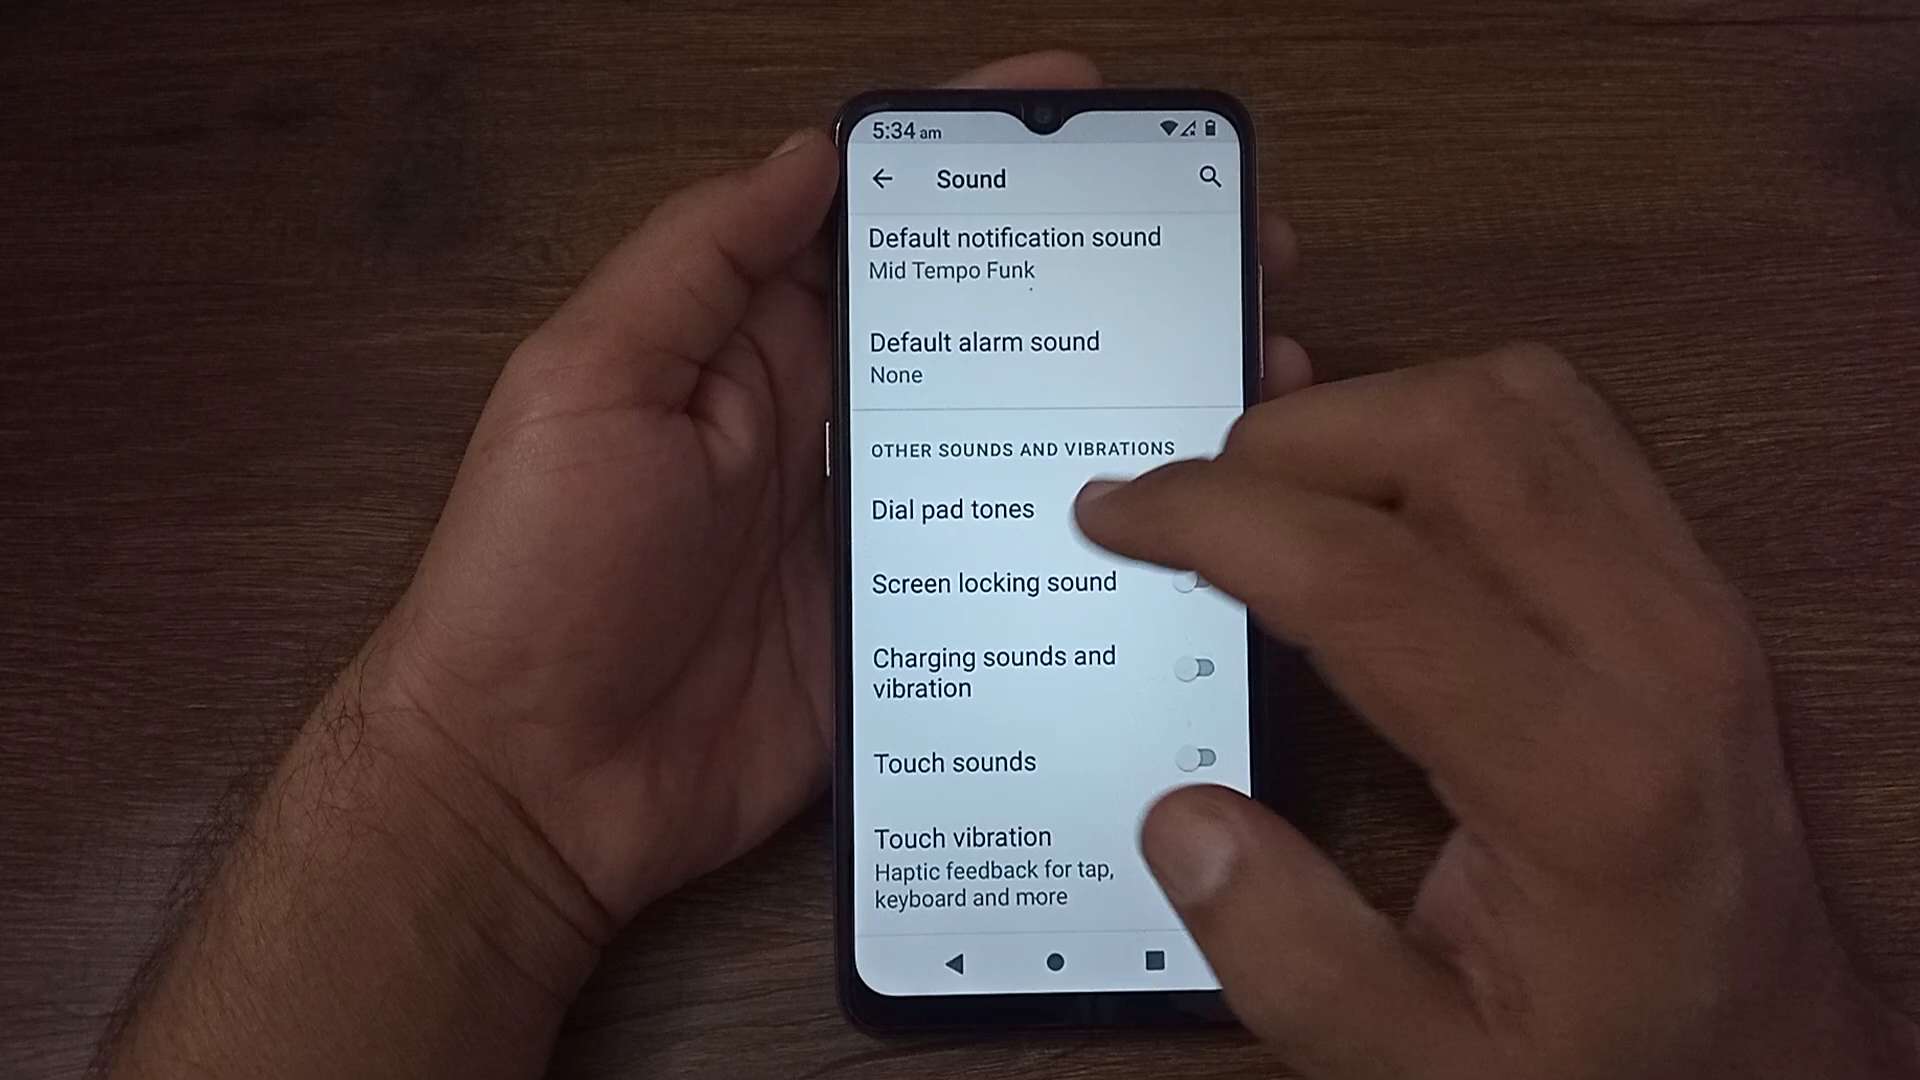 5:34 am
Sound
Default notification sound
Mid Tempo Funk
Default alarm sound
None
OTHER SOUNDS AND VIBRATIONS
Dial pad tones
Screen locking sound
Charging sounds and
vibration
Touch sounds
Touch vibration
Haptic feedback for tap,
keyboard and more